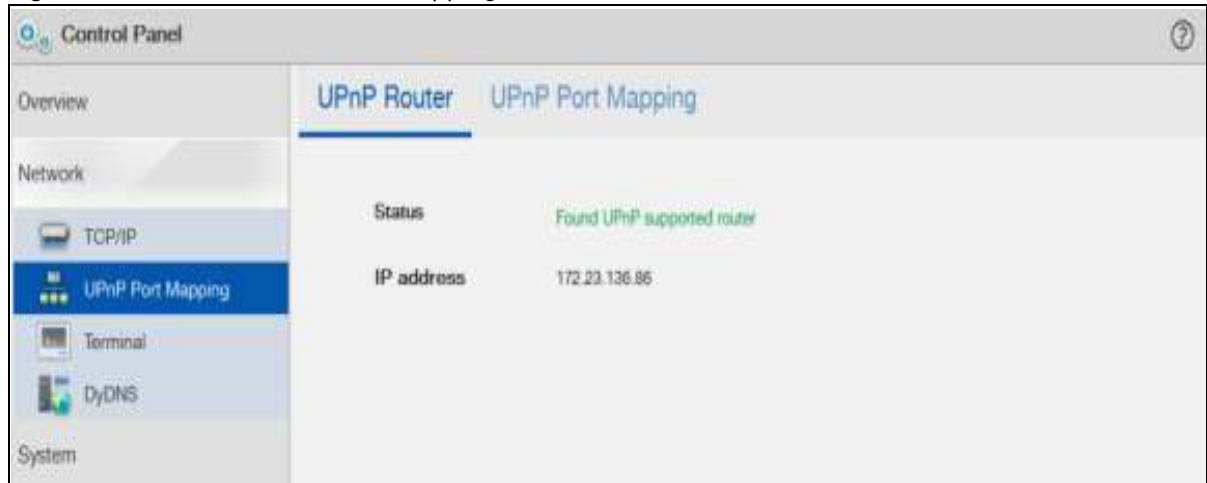 Control Panel
Overview
UPnP Router UPnP Port Mapping
Network
Status Found UPnP supported router
TCP/IP
IP address 172.23.136.86
UPnP Port Mapping
Terminal
DyDNS
System